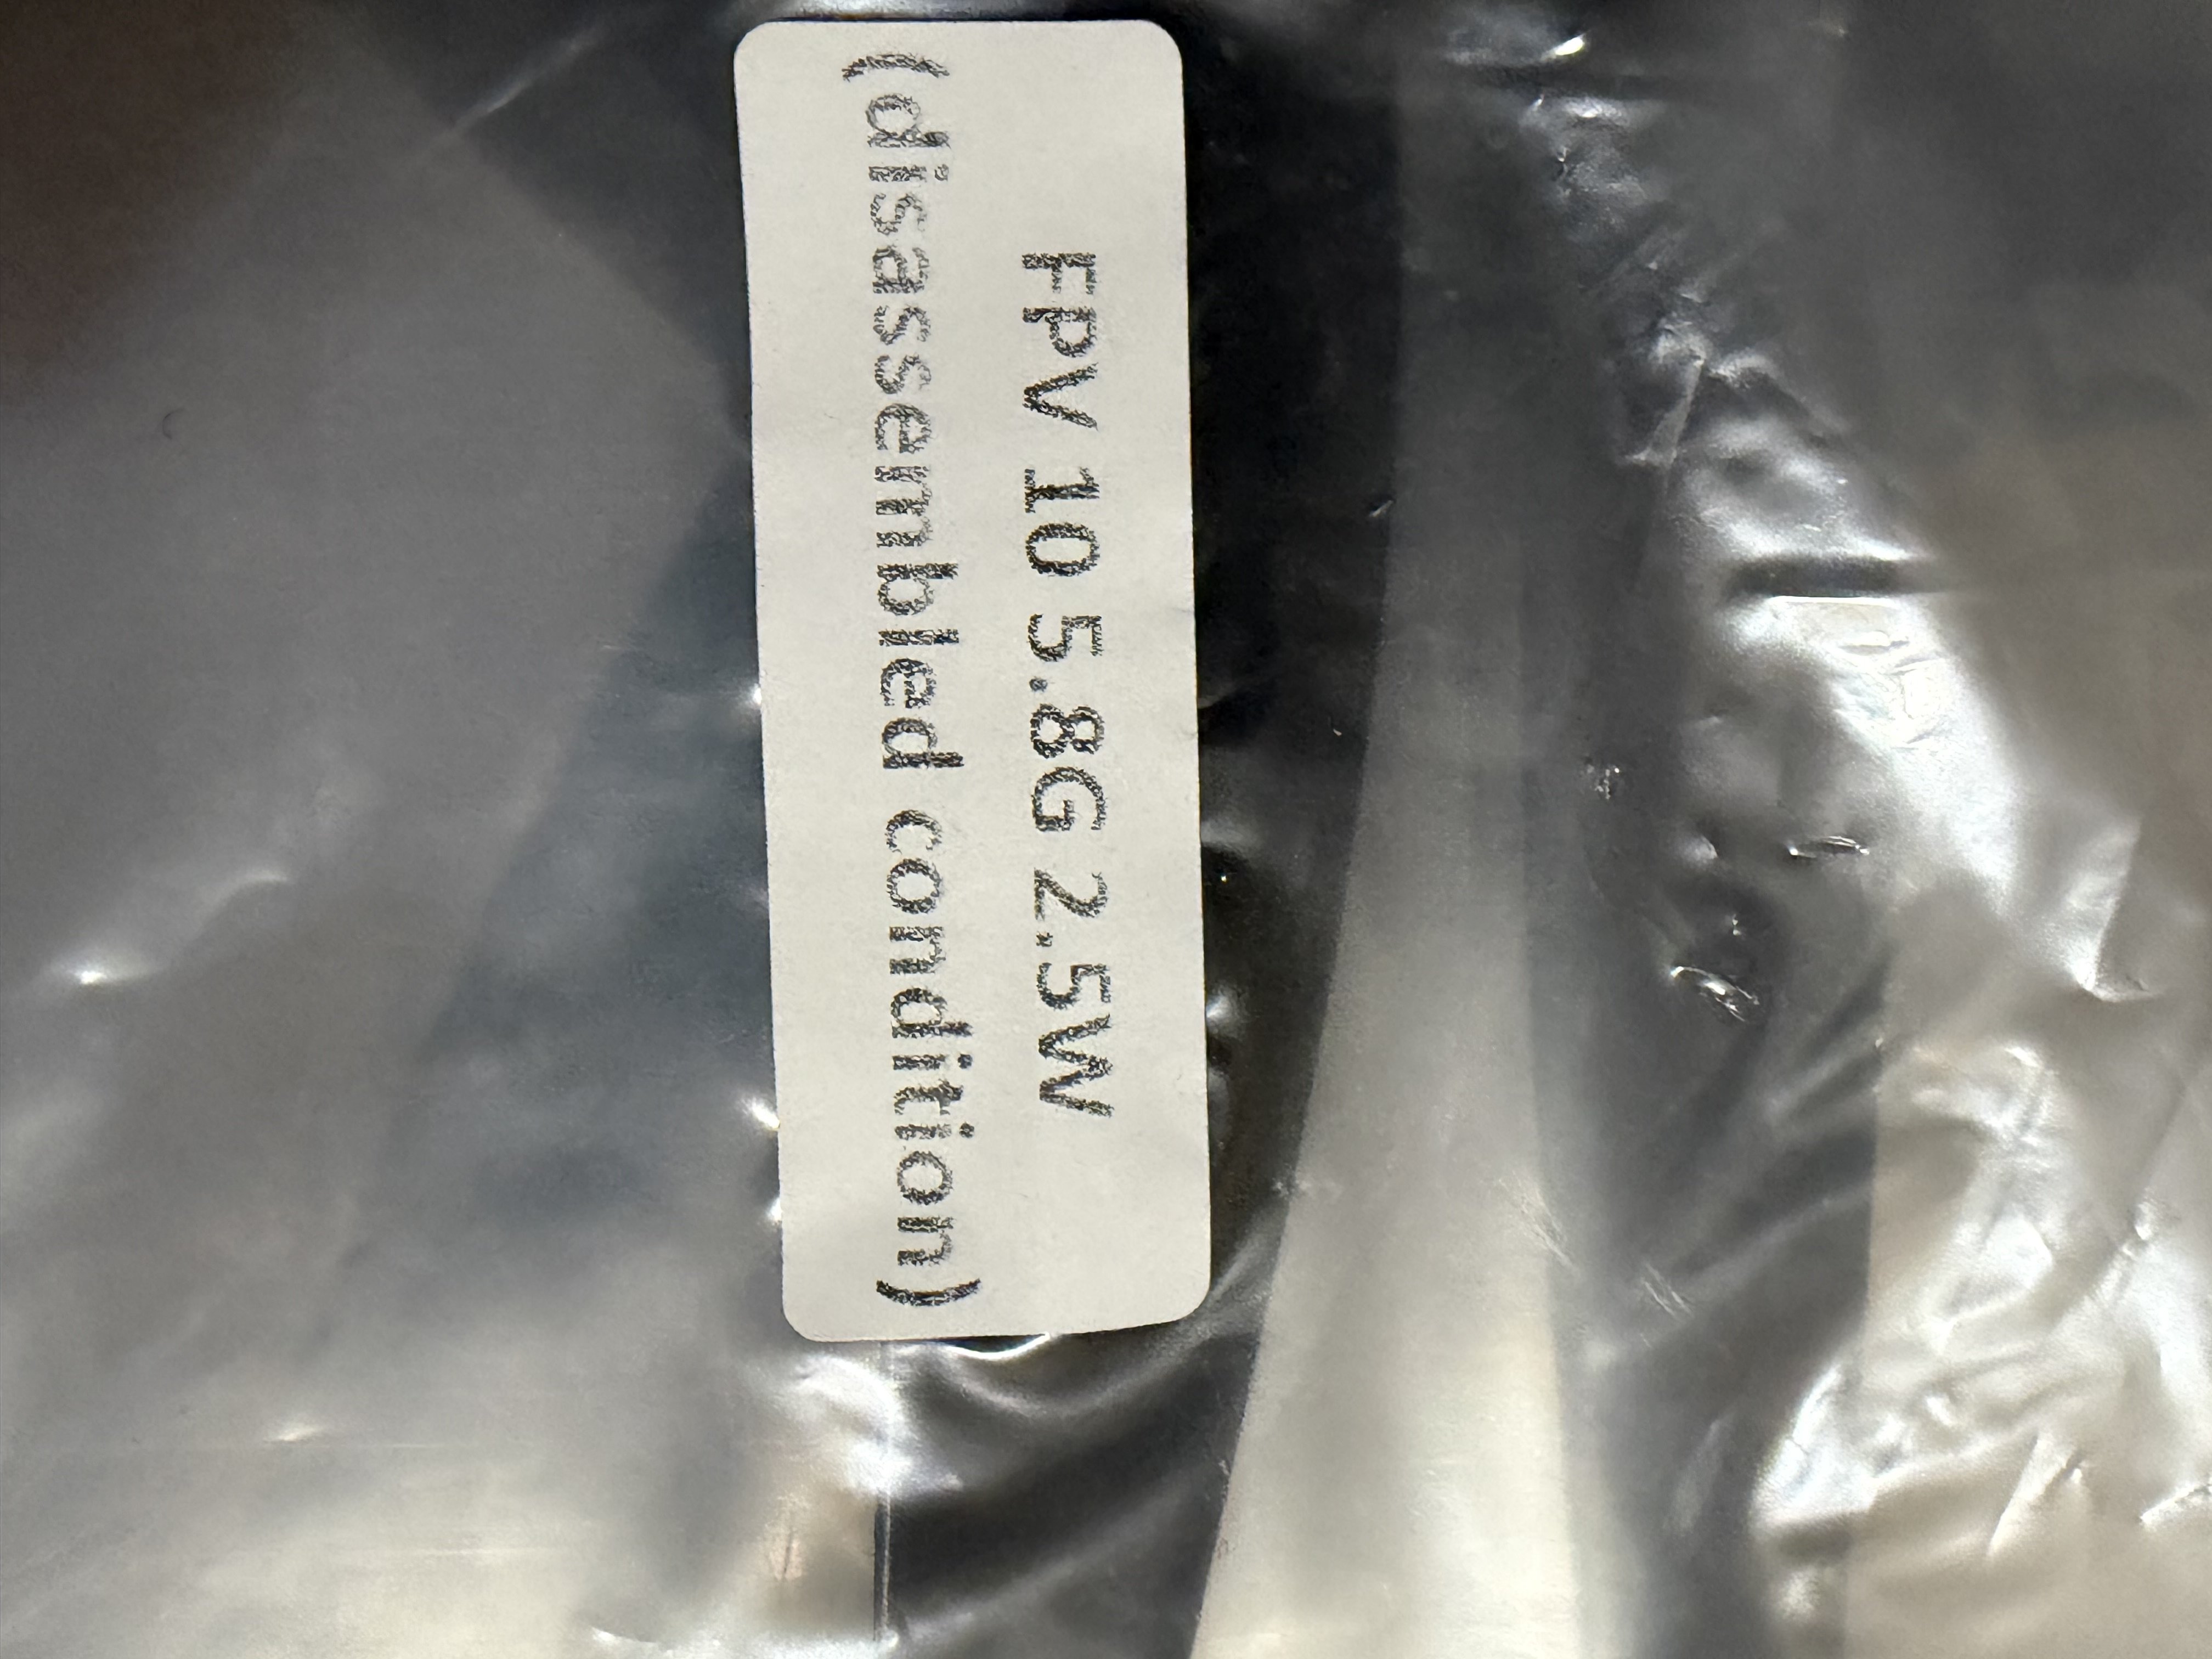 FPV 10 5.8G 2.5W
(disassembled condition)